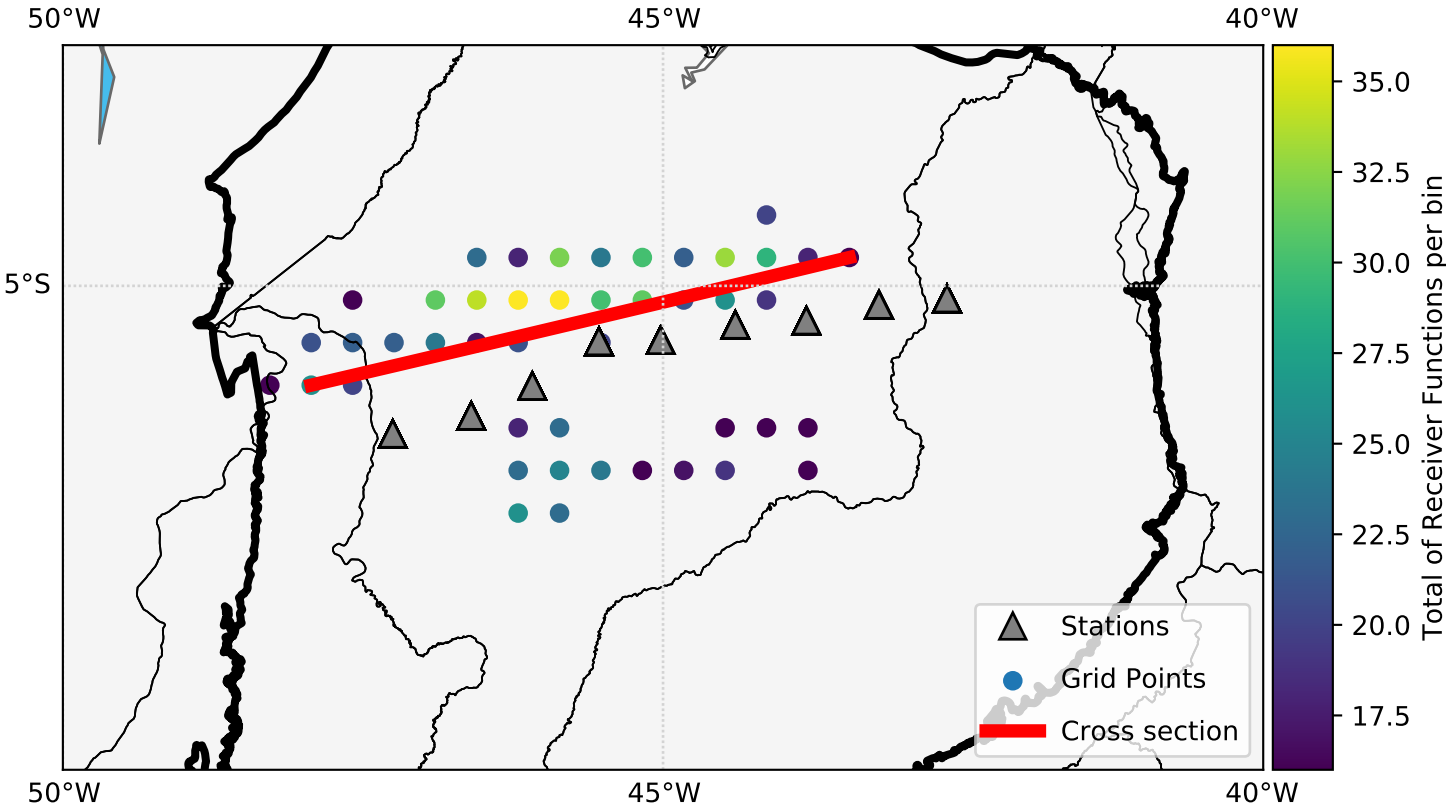 50°W 45°W 40°W
5°S
35.0
32.5
30.0
27.5
25.0
22.5
20.0
17.5
Total of Receiver Functions per bin
Stations
Grid Points
Cross section
50°W 45°W 40°W